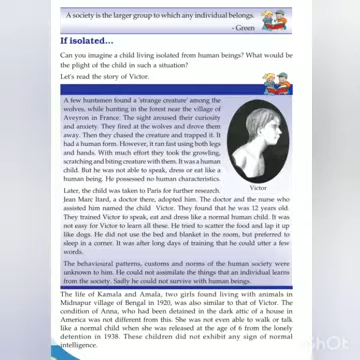 A society is the larger group to which any individual belongs.
- Green
If isolated...
Can you imagine a child living isolated from human beings? What would be
the plight of the child in such a situation?
Let's read the story of Victor.
A few huntsmen found a 'strange creature' among the
wolves, while hunting in the forest near the village of
Aveyron in France. The sight aroused their curiosity
and anxiety. They fired at the wolves and drove them
away. Then they chased the creature and trapped it. It
had a human form. However, it ran fast using both legs
and hands. With much effort they took the growling,
scratching and biting creature with them. It was a human
child. But he was not able to speak, dress or eat like a
human being. He possessed no human characteristics.
Victor
Later, the child was taken to Paris for further research.
Jean Marc Itard, a doctor there, adopted him. The doctor and the nurse who
assisted him named the child Victor. They found that he was 12 years old.
They trained Victor to speak, eat and dress like a normal human child. It was
not easy for Victor to learn all these. He tried to scatter the food and lap it up
like dogs. He did not use the bed and blanket in the room, but preferred to
sleep in a corner. It was after long days of training that he could utter a few
words.
The behavioural patterns, customs and norms of the human society were
unknown to him. He could not assimilate the things that an individual learns
from the society. Sadly he could not survive with human beings.
The life of Kamala and Amala, two girls found living with animals in
Midnapur village of Bengal in 1920, was also similar to that of Victor. The
condition of Anna, who had been detained in the dark attic of a house in
America was not different from this. She was not even able to walk or talk
like a normal child when she was released at the age of 6 from the lonely
detention in 1938. These children did not exhibit any sign of normal
intelligence.
YouCut